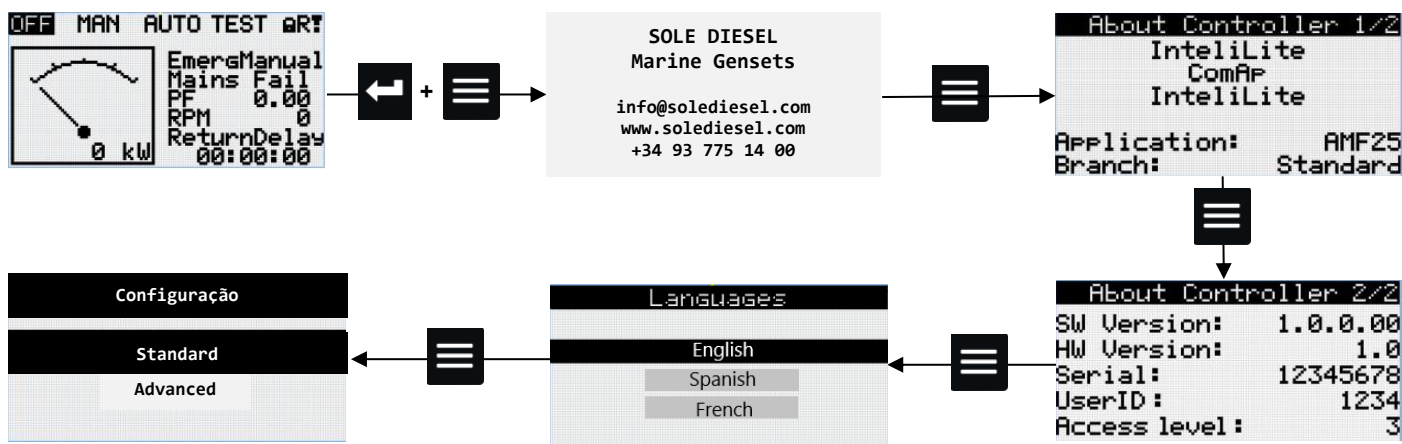 OFF MAN AUTO TEST
EmergManual
Mains Fail
PF 0.00
RPM 0
ReturnDelay
00:00:00
0 kW
+
SOLE DIESEL
Marine Gensets
info@solediesel.com
www.solediesel.com
+34 93 775 14 00
About Controller 1/2
InteliLite
ComAp
InteliLite
Application: AMF25
Branch: Standard
About Controller 2/2
SW Version: 1.0.0.00
HW Version: 1.0
Serial: 12345678
UserID: 1234
Access level: 3
Languages
English
Spanish
French
Configuração
Standard
Advanced